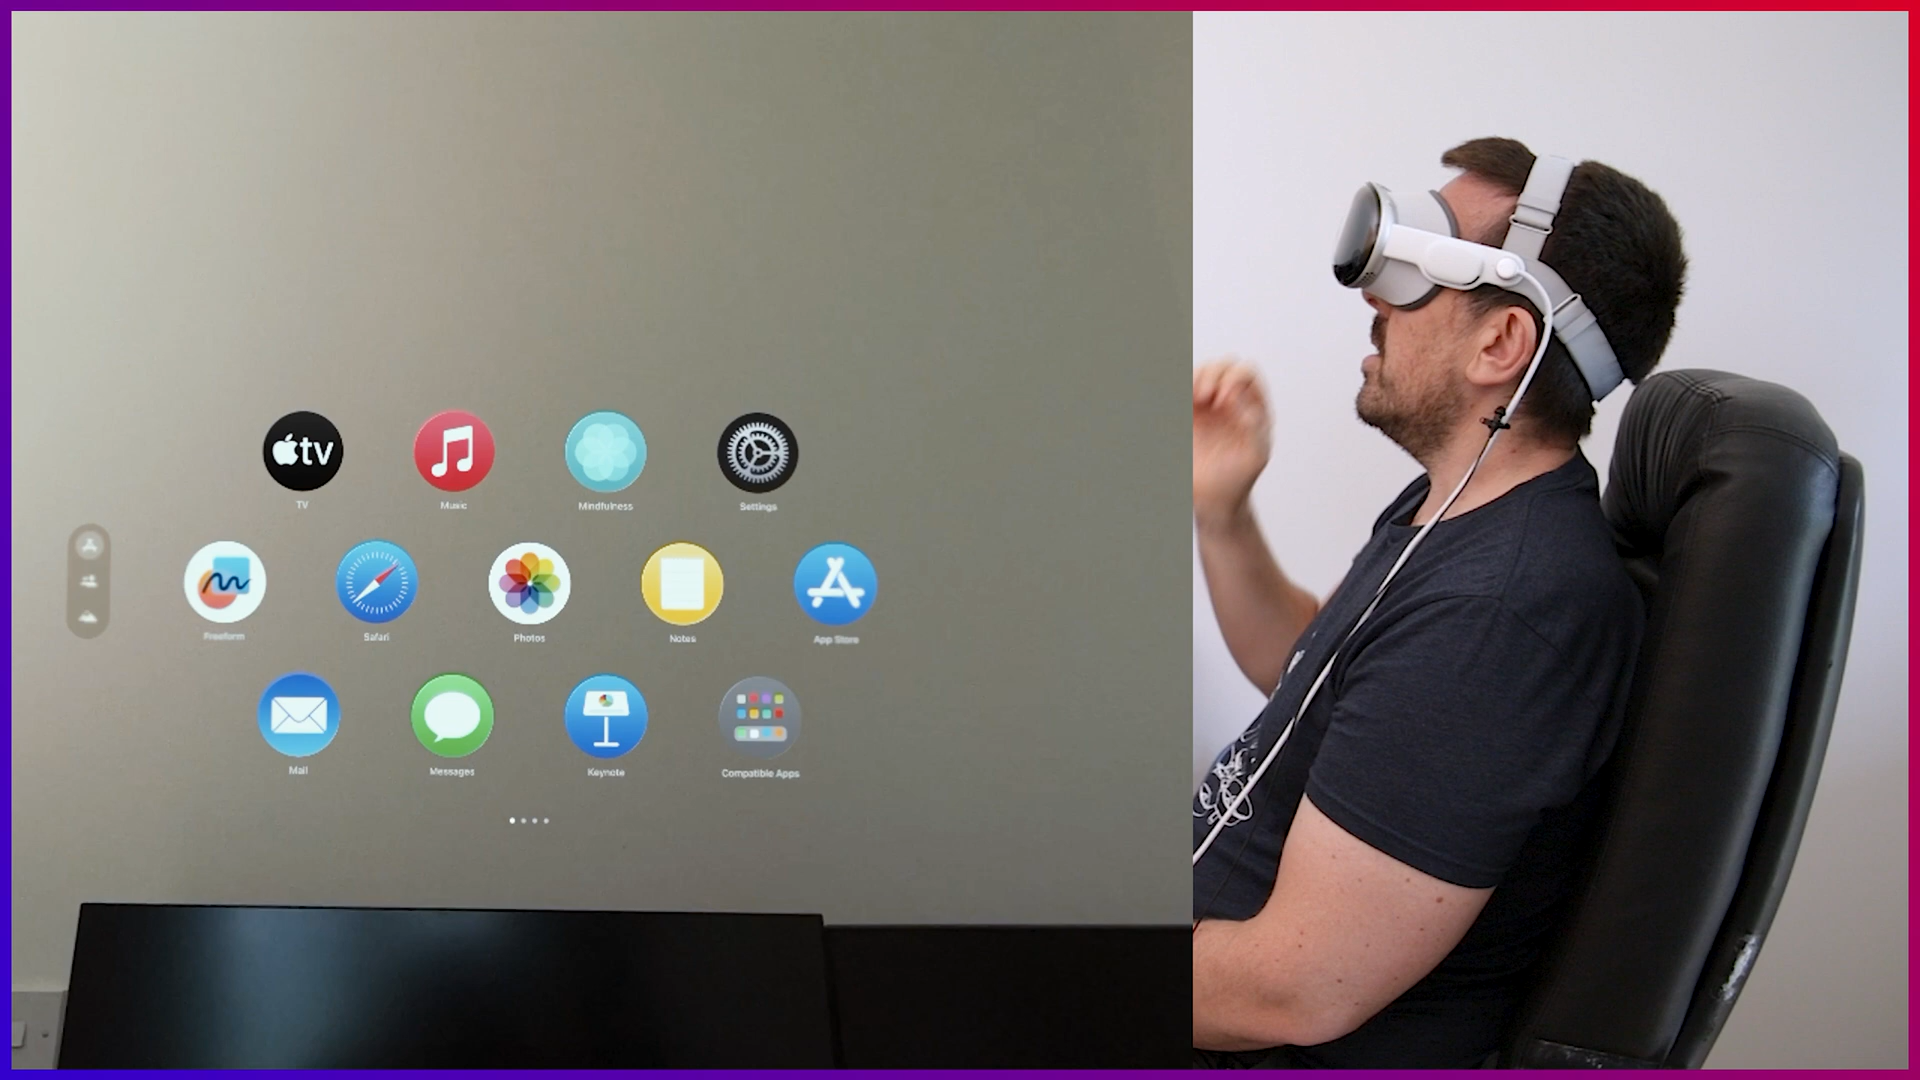 tv
TV
Music
Mindfulness
Settings
Freeform
Safari
Photos
Notes
App Store
Mail
Messages
Keynote
Compatible Apps